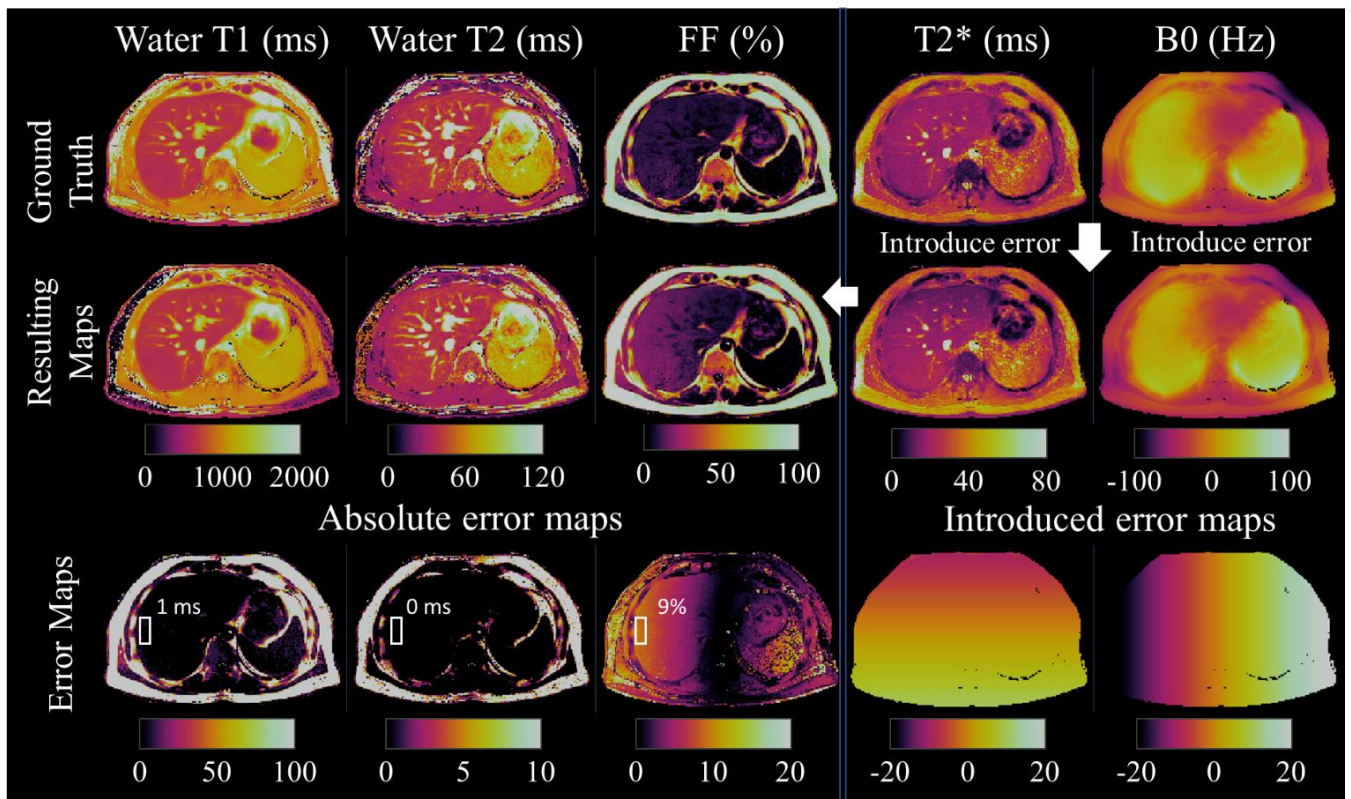 Water T1 (ms) Water T2 (ms) FF (%) T2* (ms) B0 (Hz)
Ground
Truth
Introduce error Introduce error
Resulting
Maps
0 1000 2000 0 60 120 0 50 100 0 40 80 -100 0 100
Absolute error maps Introduced error maps
Error Maps
1 ms 0 ms 9%
0 50 100 0 5 10 0 10 20 -20 0 20 -20 0 20